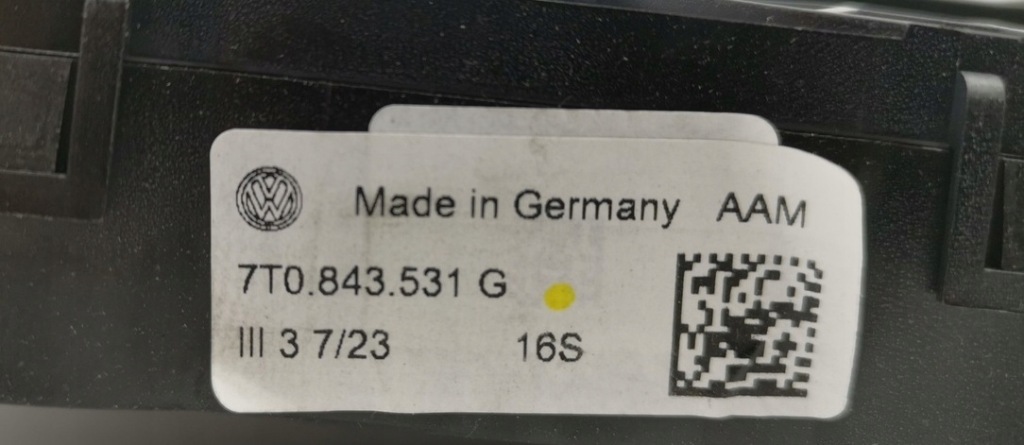 Made in Germany AAM
7T0.843.531 G
III 3 7/23 16S